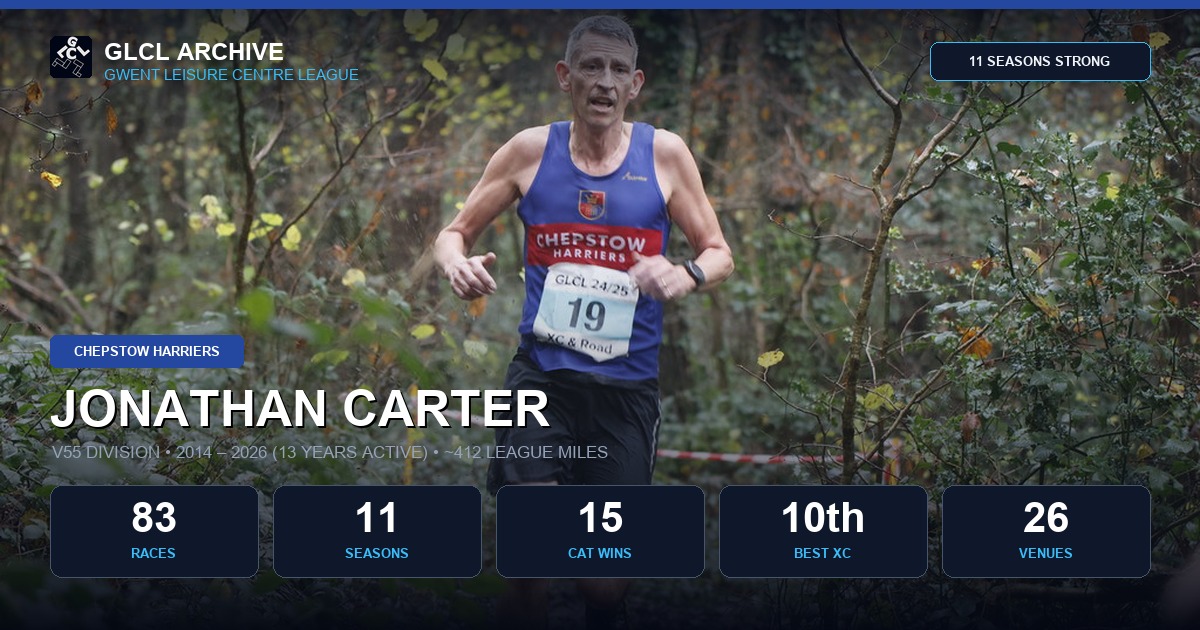 GLCL ARCHIVE
GWENT LEISURE CENTRE LEAGUE
11 SEASONS STRONG
CHEPSTOW
HARRIERS
GLCL 24/25
19
XC & Road
CHEPSTOW HARRIERS
JONATHAN CARTER
V55 DIVISION • 2014 – 2026 (13 YEARS ACTIVE) • ~412 LEAGUE MILES
83
RACES
11
SEASONS
15
CAT WINS
10th
BEST XC
26
VENUES